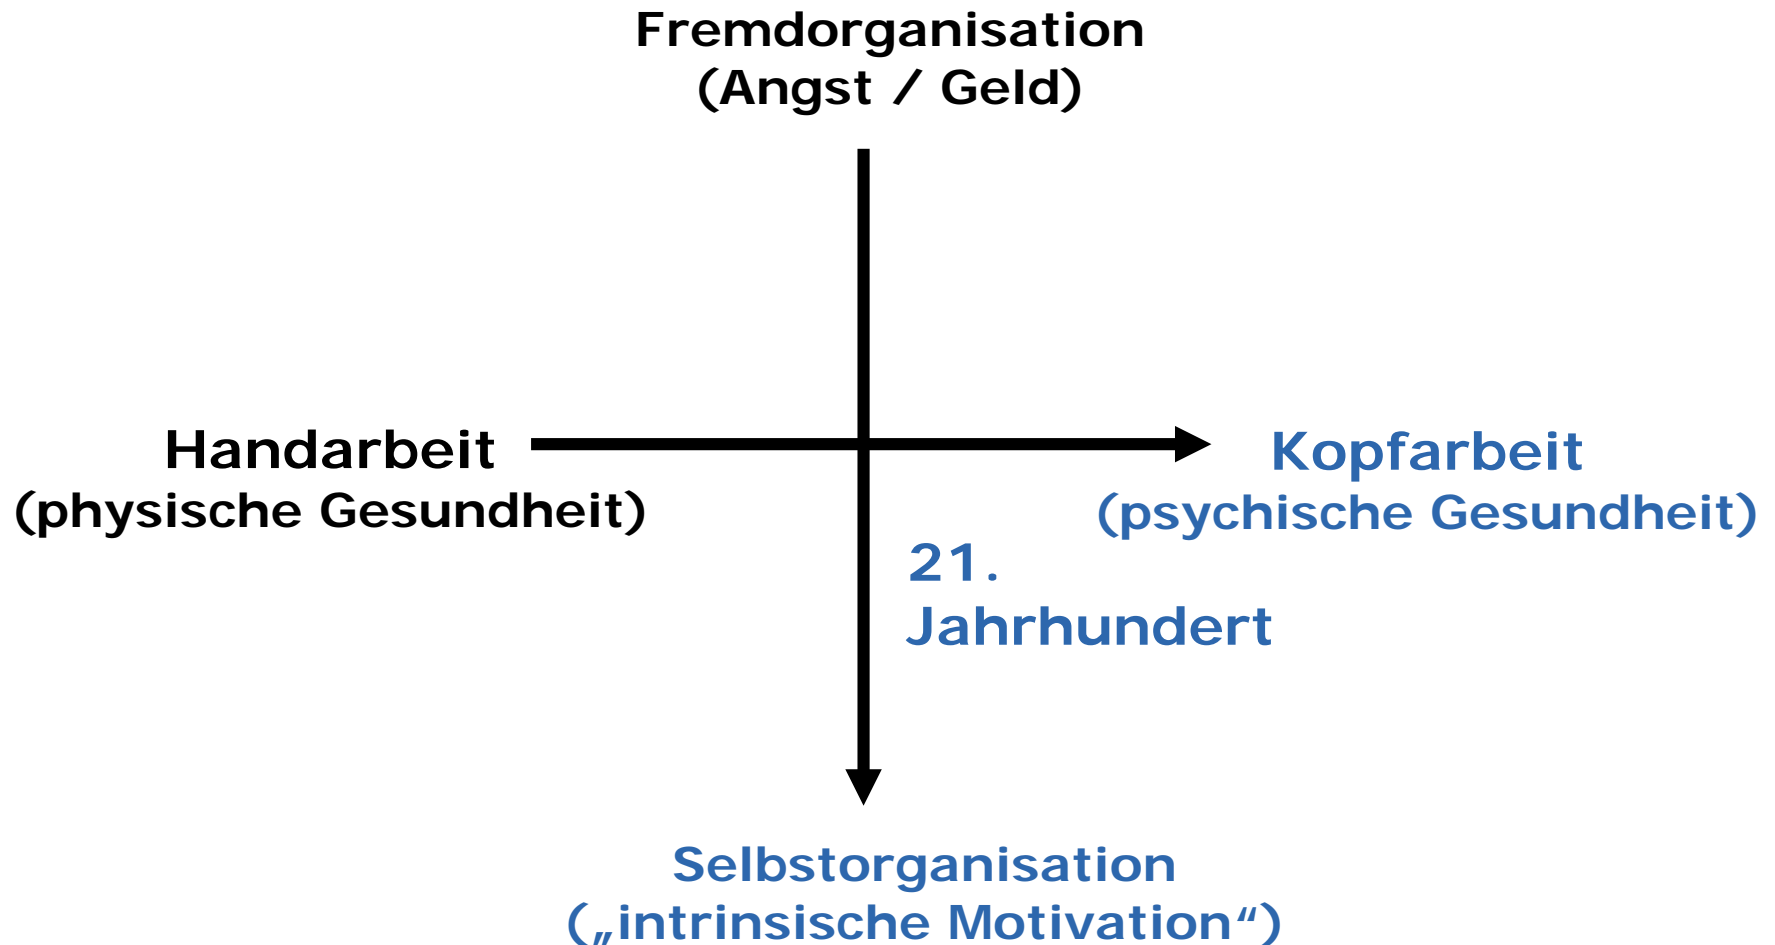 Fremdorganisation
(Angst / Geld)
Handarbeit
(physische Gesundheit)
Kopfarbeit
(psychische Gesundheit)
21.
Jahrhundert
Selbstorganisation
(„intrinsische Motivation“)